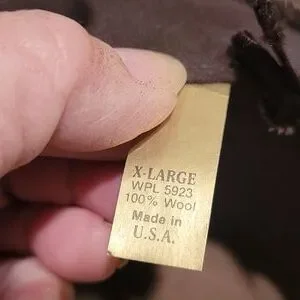 X-LARGE
WPL 5923
100% Wool
Made in
U.S.A.